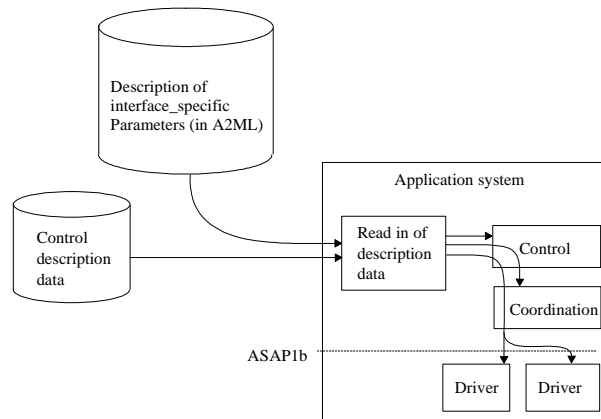 Description of
interface_specific
Parameters (in A2ML)
Application system
Control
description
data
Read in of
description
data
Control
Coordination
ASAP1b
Driver
Driver